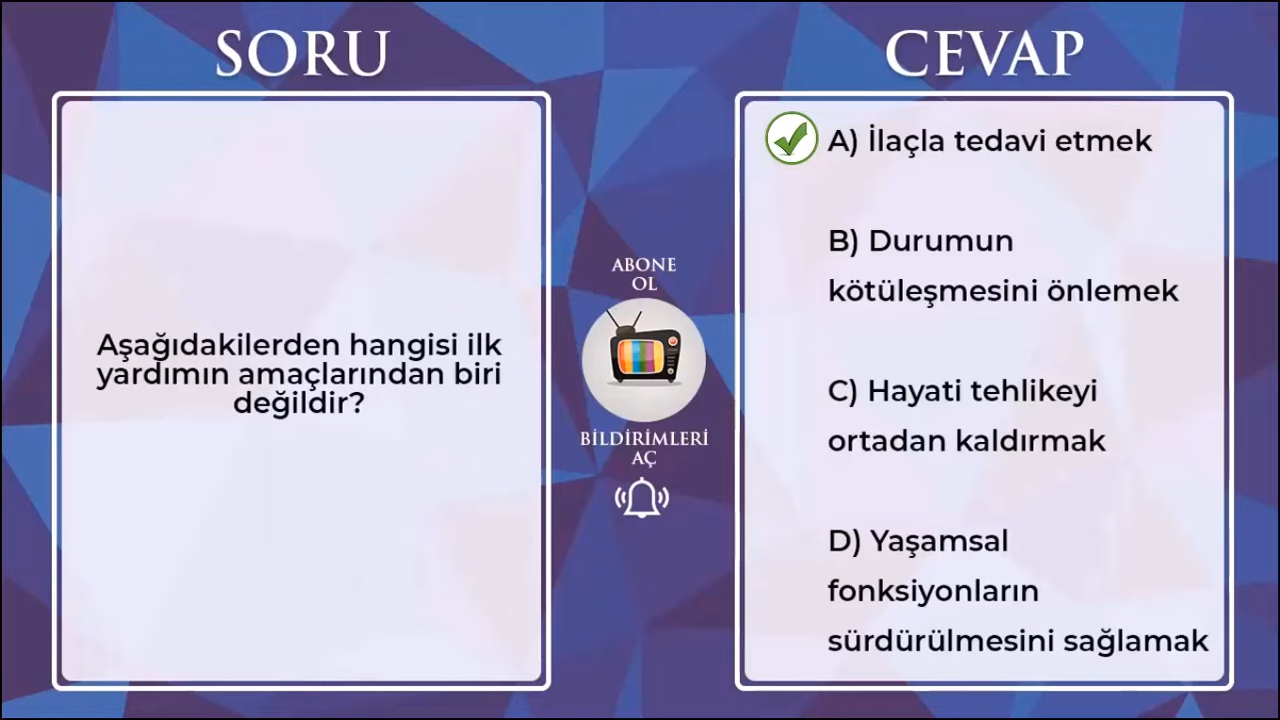 SORU
Aşağıdakilerden hangisi ilk
yardımın amaçlarından biri
değildir?
ABONE
OL
BİLDİRİMLERİ
AÇ
CEVAP
A) İlaçla tedavi etmek
B) Durumun
kötüleşmesini önlemek
C) Hayati tehlikeyi
ortadan kaldırmak
D) Yaşamsal
fonksiyonların
sürdürülmesini sağlamak